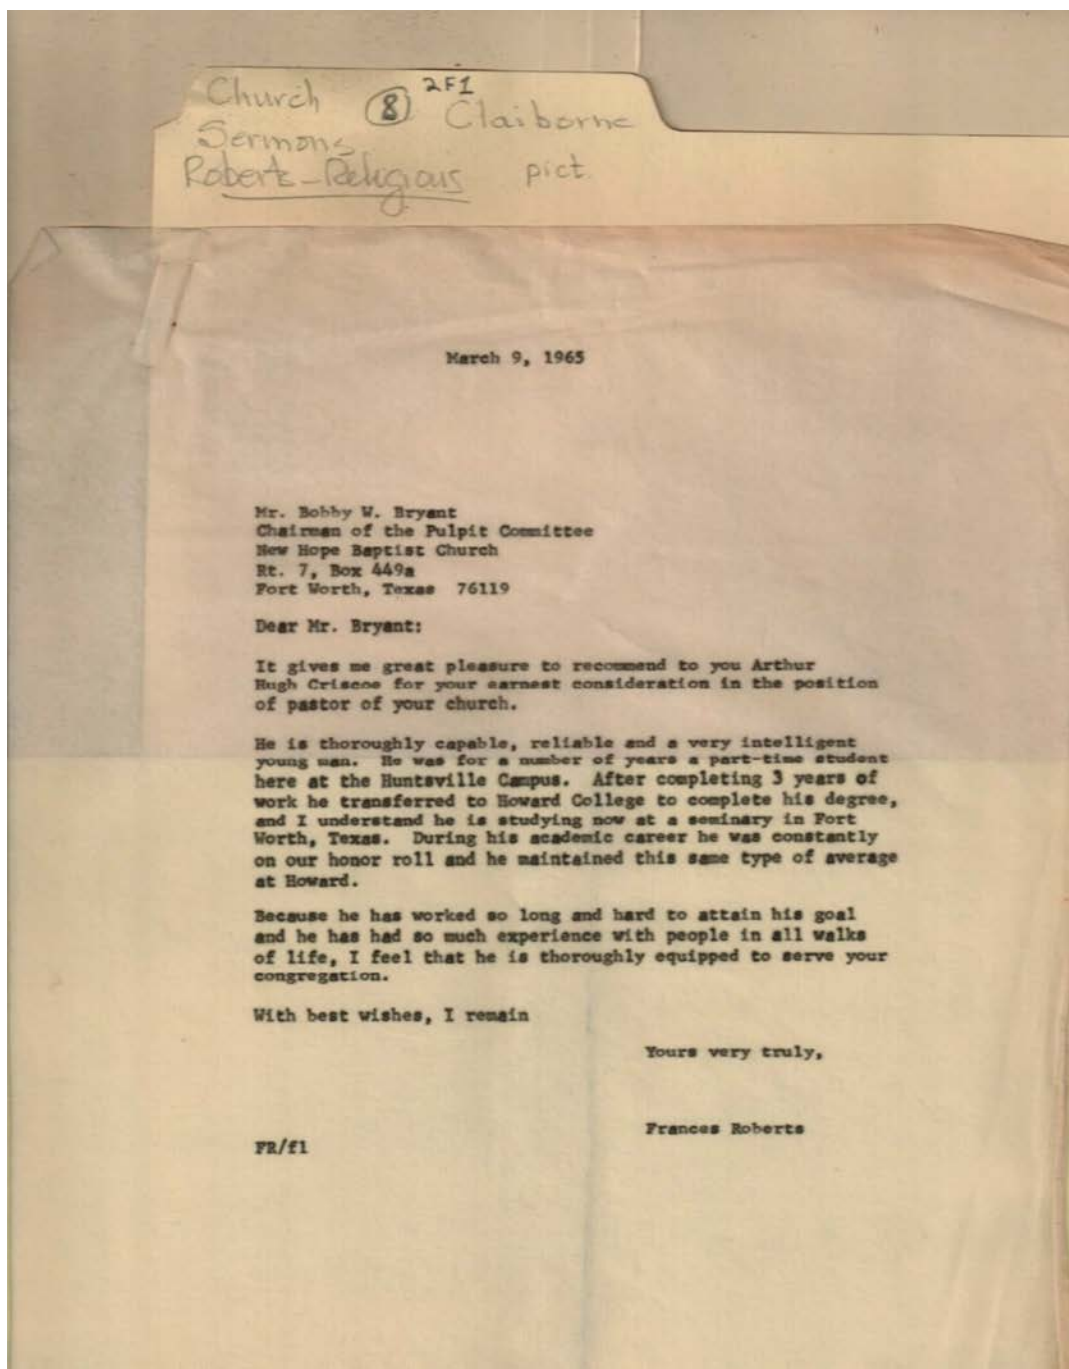 Church (8) 2F1 Claiborne
Sermons
Roberts-Religious pict.
March 9, 1965
Mr. Bobby W. Bryant
Chairman of the Pulpit Committee
New Hope Baptist Church
Rt. 7, Box 449a
Fort Worth, Texas 76119
Dear Mr. Bryant:
It gives me great pleasure to recommend to you Arthur
Hugh Criscoe for your earnest consideration in the position
of pastor of your church.
He is thoroughly capable, reliable and a very intelligent
young man. He was for a number of years a part-time student
here at the Huntsville Campus. After completing 3 years of
work he transferred to Howard College to complete his degree,
and I understand he is studying now at a seminary in Fort
Worth, Texas. During his academic career he was constantly
on our honor roll and he maintained this same type of average
at Howard.
Because he has worked so long and hard to attain his goal
and he has had so much experience with people in all walks
of life, I feel that he is thoroughly equipped to serve your
congregation.
With best wishes, I remain
Yours very truly,
Frances Roberts
FR/fl